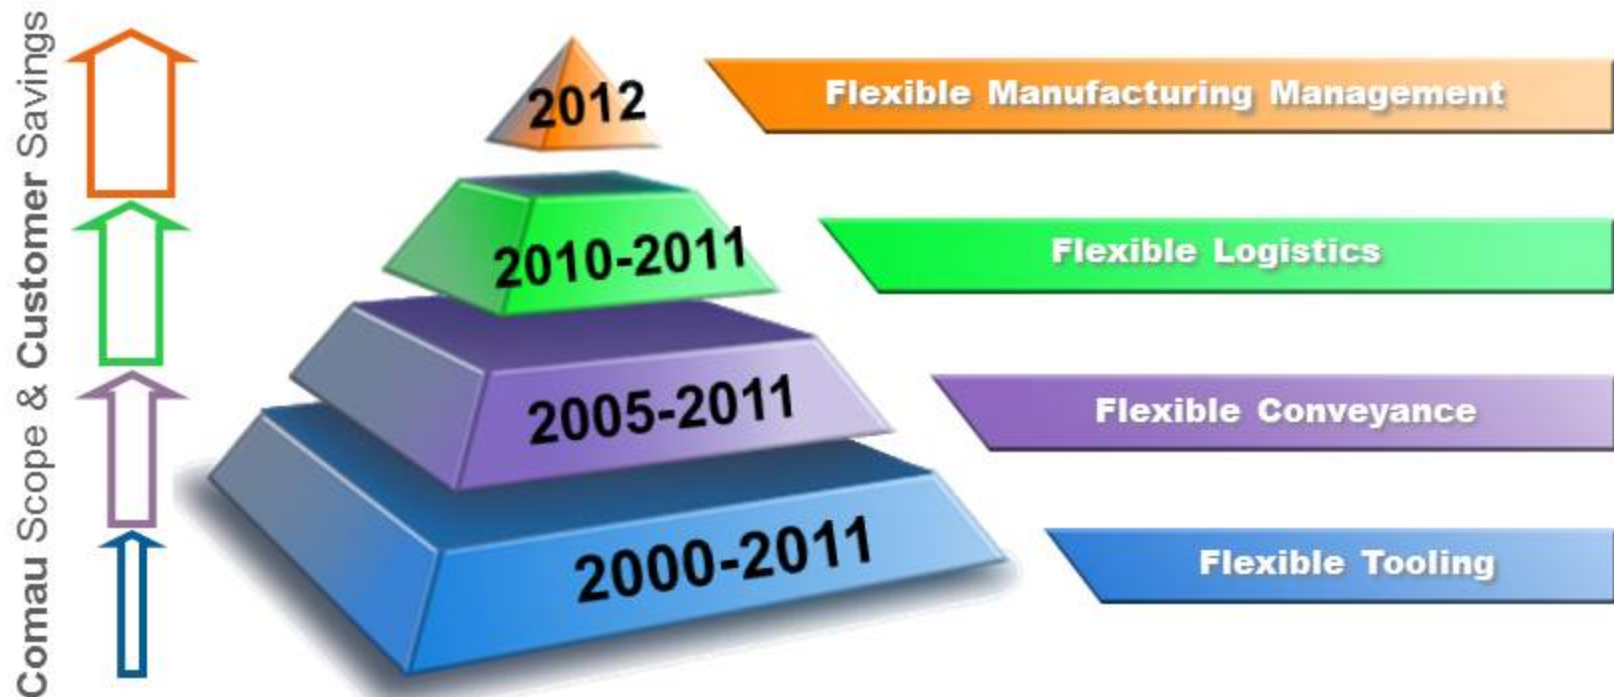 Comau Scope & Customer Savings
2012
Flexible Manufacturing Management
2010-2011
Flexible Logistics
2005-2011
Flexible Conveyance
2000-2011
Flexible Tooling